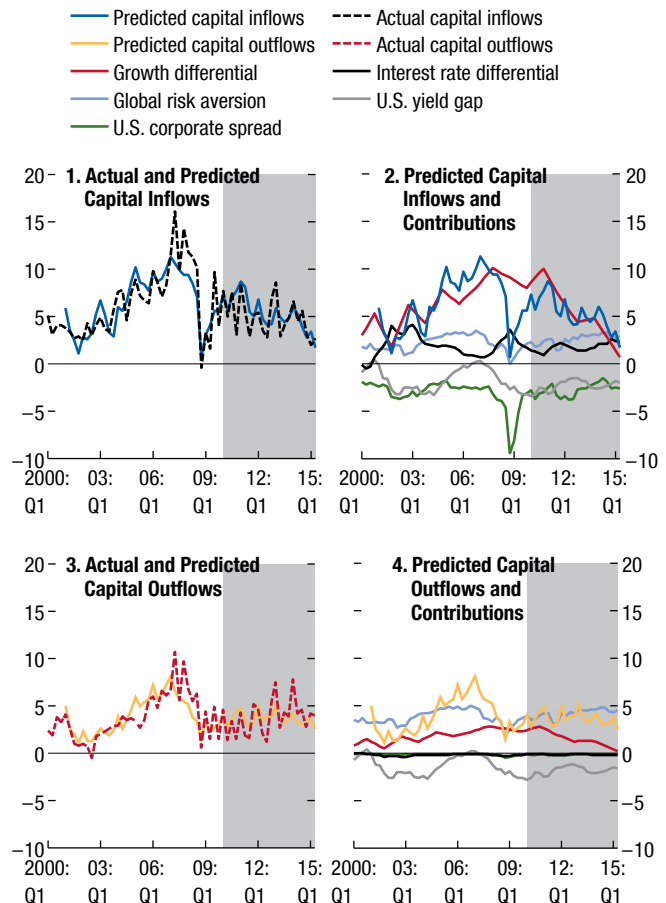 Predicted capital inflows
Actual capital inflows
Predicted capital outflows
Actual capital outflows
Growth differential
Interest rate differential
Global risk aversion
U.S. yield gap
U.S. corporate spread
20
15
10
5
0
–5
–10
1. Actual and Predicted
Capital Inflows
2000:
Q1
03:
Q1
06:
Q1
09:
Q1
12:
Q1
15:
Q1
2. Predicted Capital
Inflows and
Contributions
20
15
10
5
0
–5
–10
2000:
Q1
03:
Q1
06:
Q1
09:
Q1
12:
Q1
15:
Q1
20
15
10
5
0
–5
–10
3. Actual and Predicted
Capital Outflows
2000:
Q1
03:
Q1
06:
Q1
09:
Q1
12:
Q1
15:
Q1
4. Predicted Capital
Outflows and
Contributions
20
15
10
5
0
–5
–10
2000:
Q1
03:
Q1
06:
Q1
09:
Q1
12:
Q1
15:
Q1